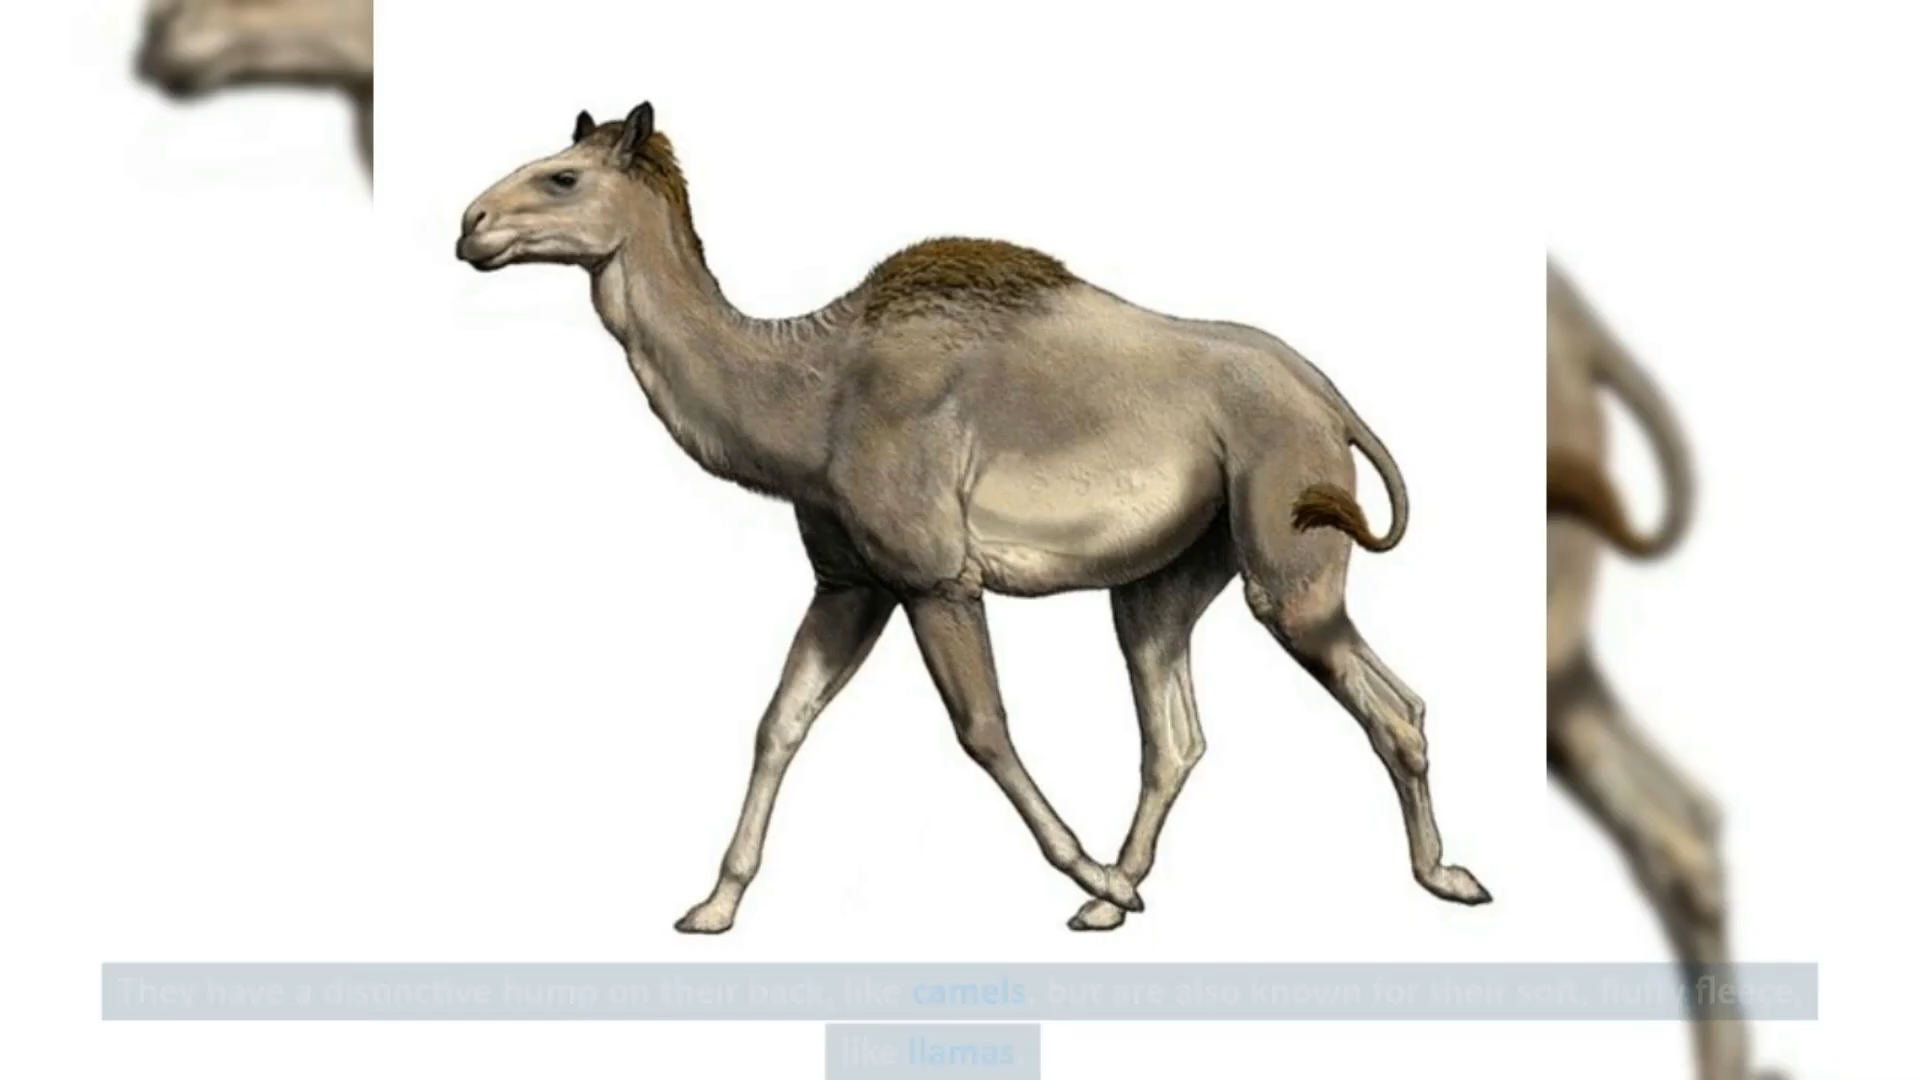 They have a distinctive hump on their back, like camels, but are also known for their soft, fluffy fleece,
like llamas.